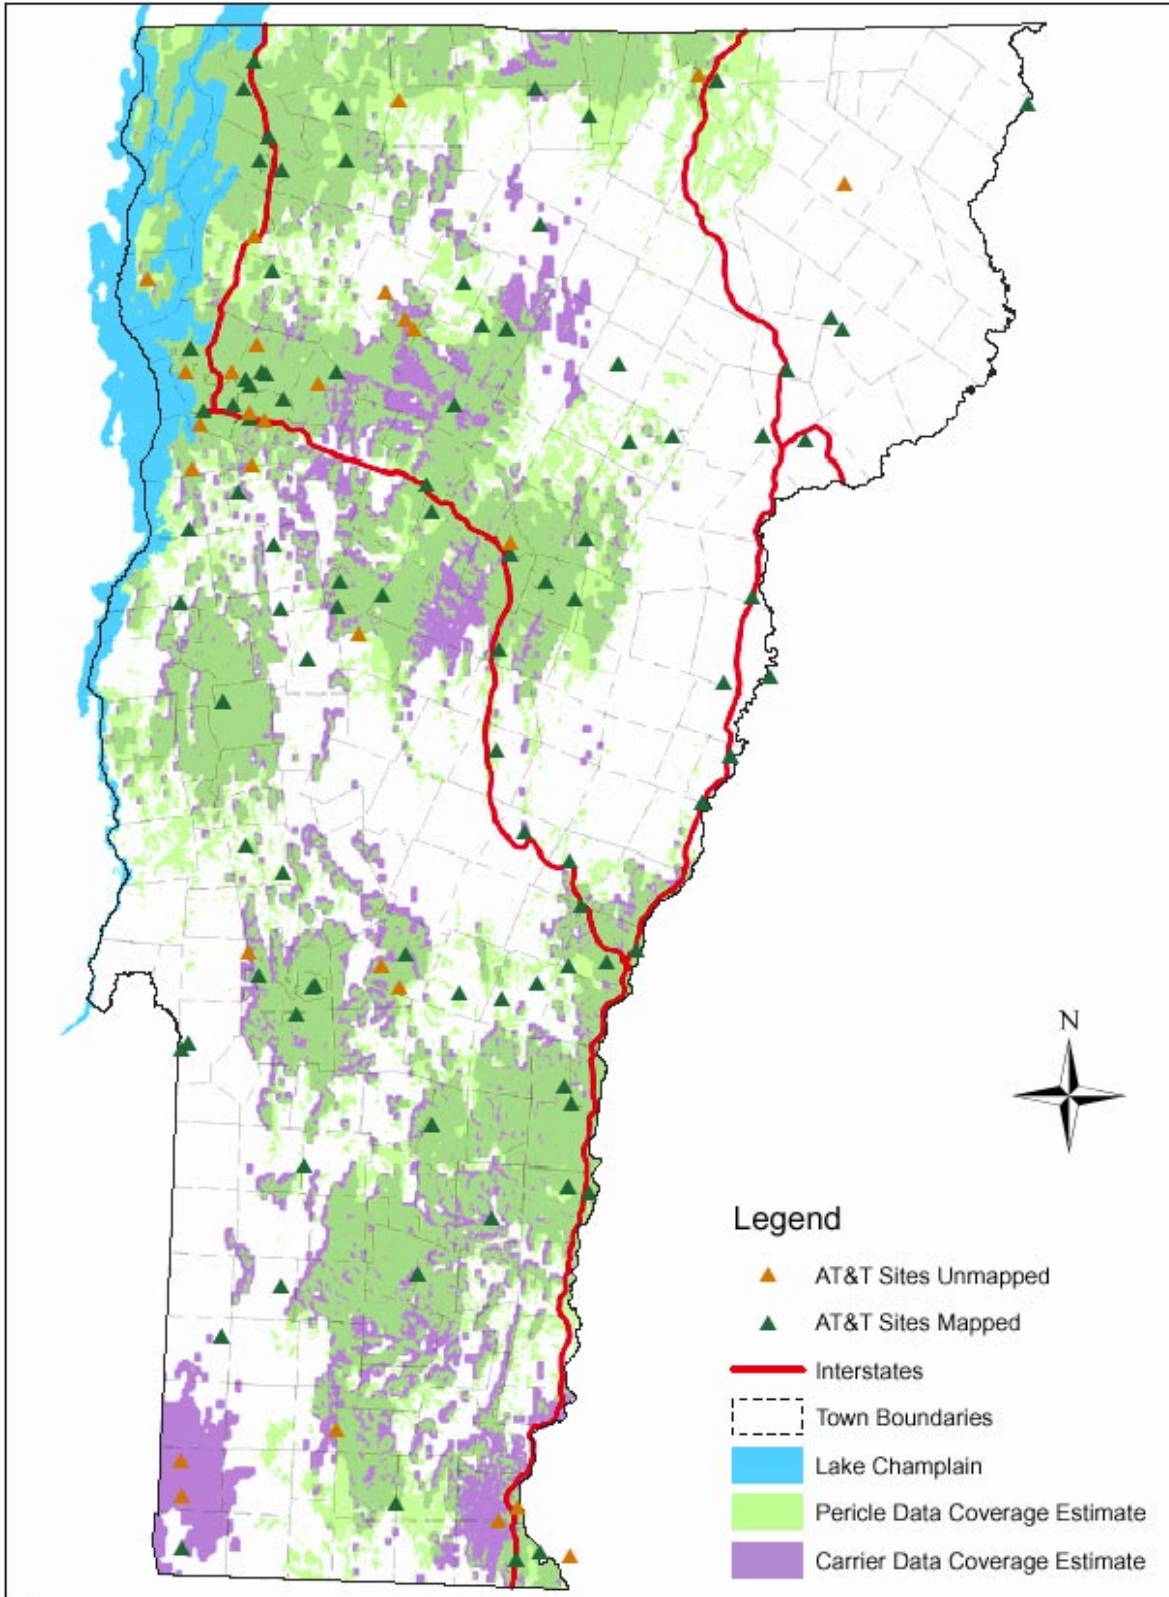 N
Legend
AT&T Sites Unmapped
AT&T Sites Mapped
Interstates
Town Boundaries
Lake Champlain
Pericle Data Coverage Estimate
Carrier Data Coverage Estimate